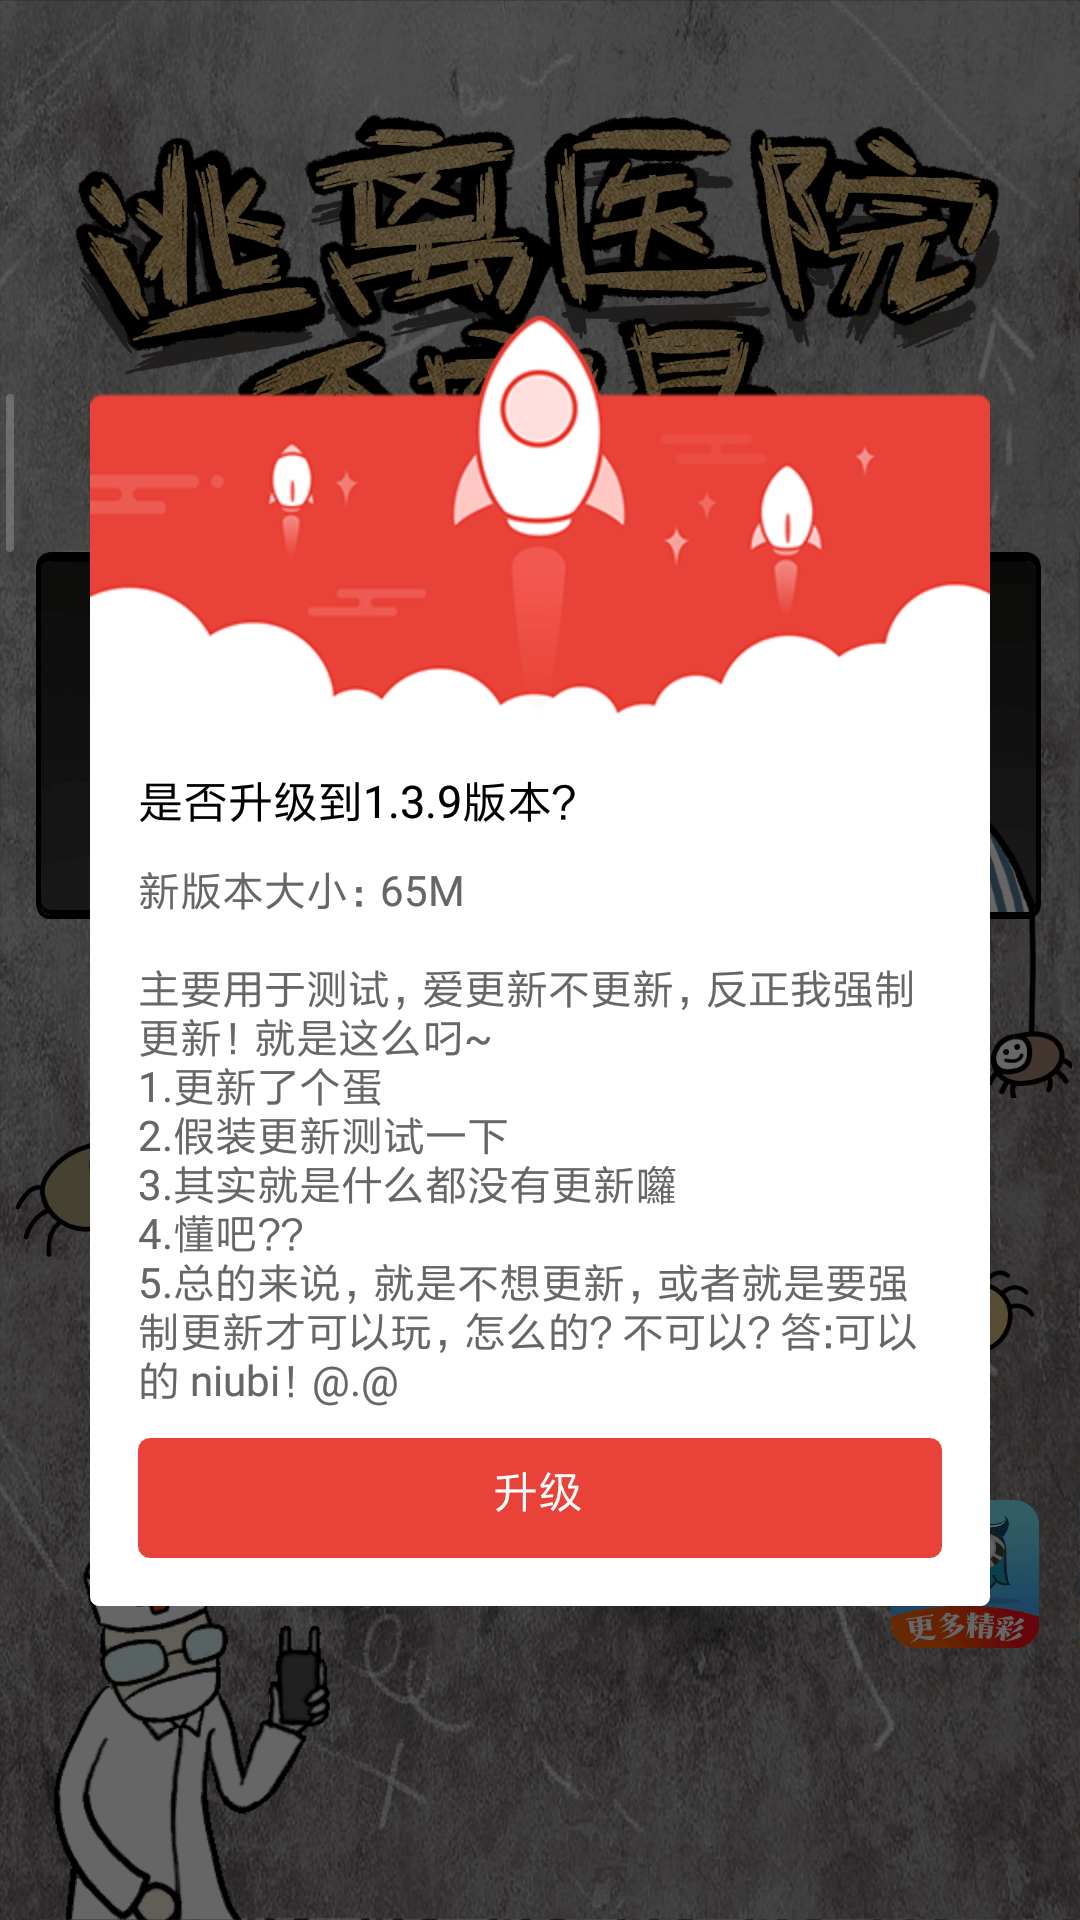 逃离医院
是否升级到1.3.9版本?
新版本大小: 65M
主要用于测试, 爱更新不更新, 反正我强制
更新! 就是这么叼~
1.更新了个蛋
2.假装更新测试一下
3.其实就是什么都没有更新囖
4.懂吧??
5.总的来说, 就是不想更新, 或者就是要强
制更新才可以玩, 怎么的? 不可以? 答:可以
的 niubi! @.@
升级
更多精彩